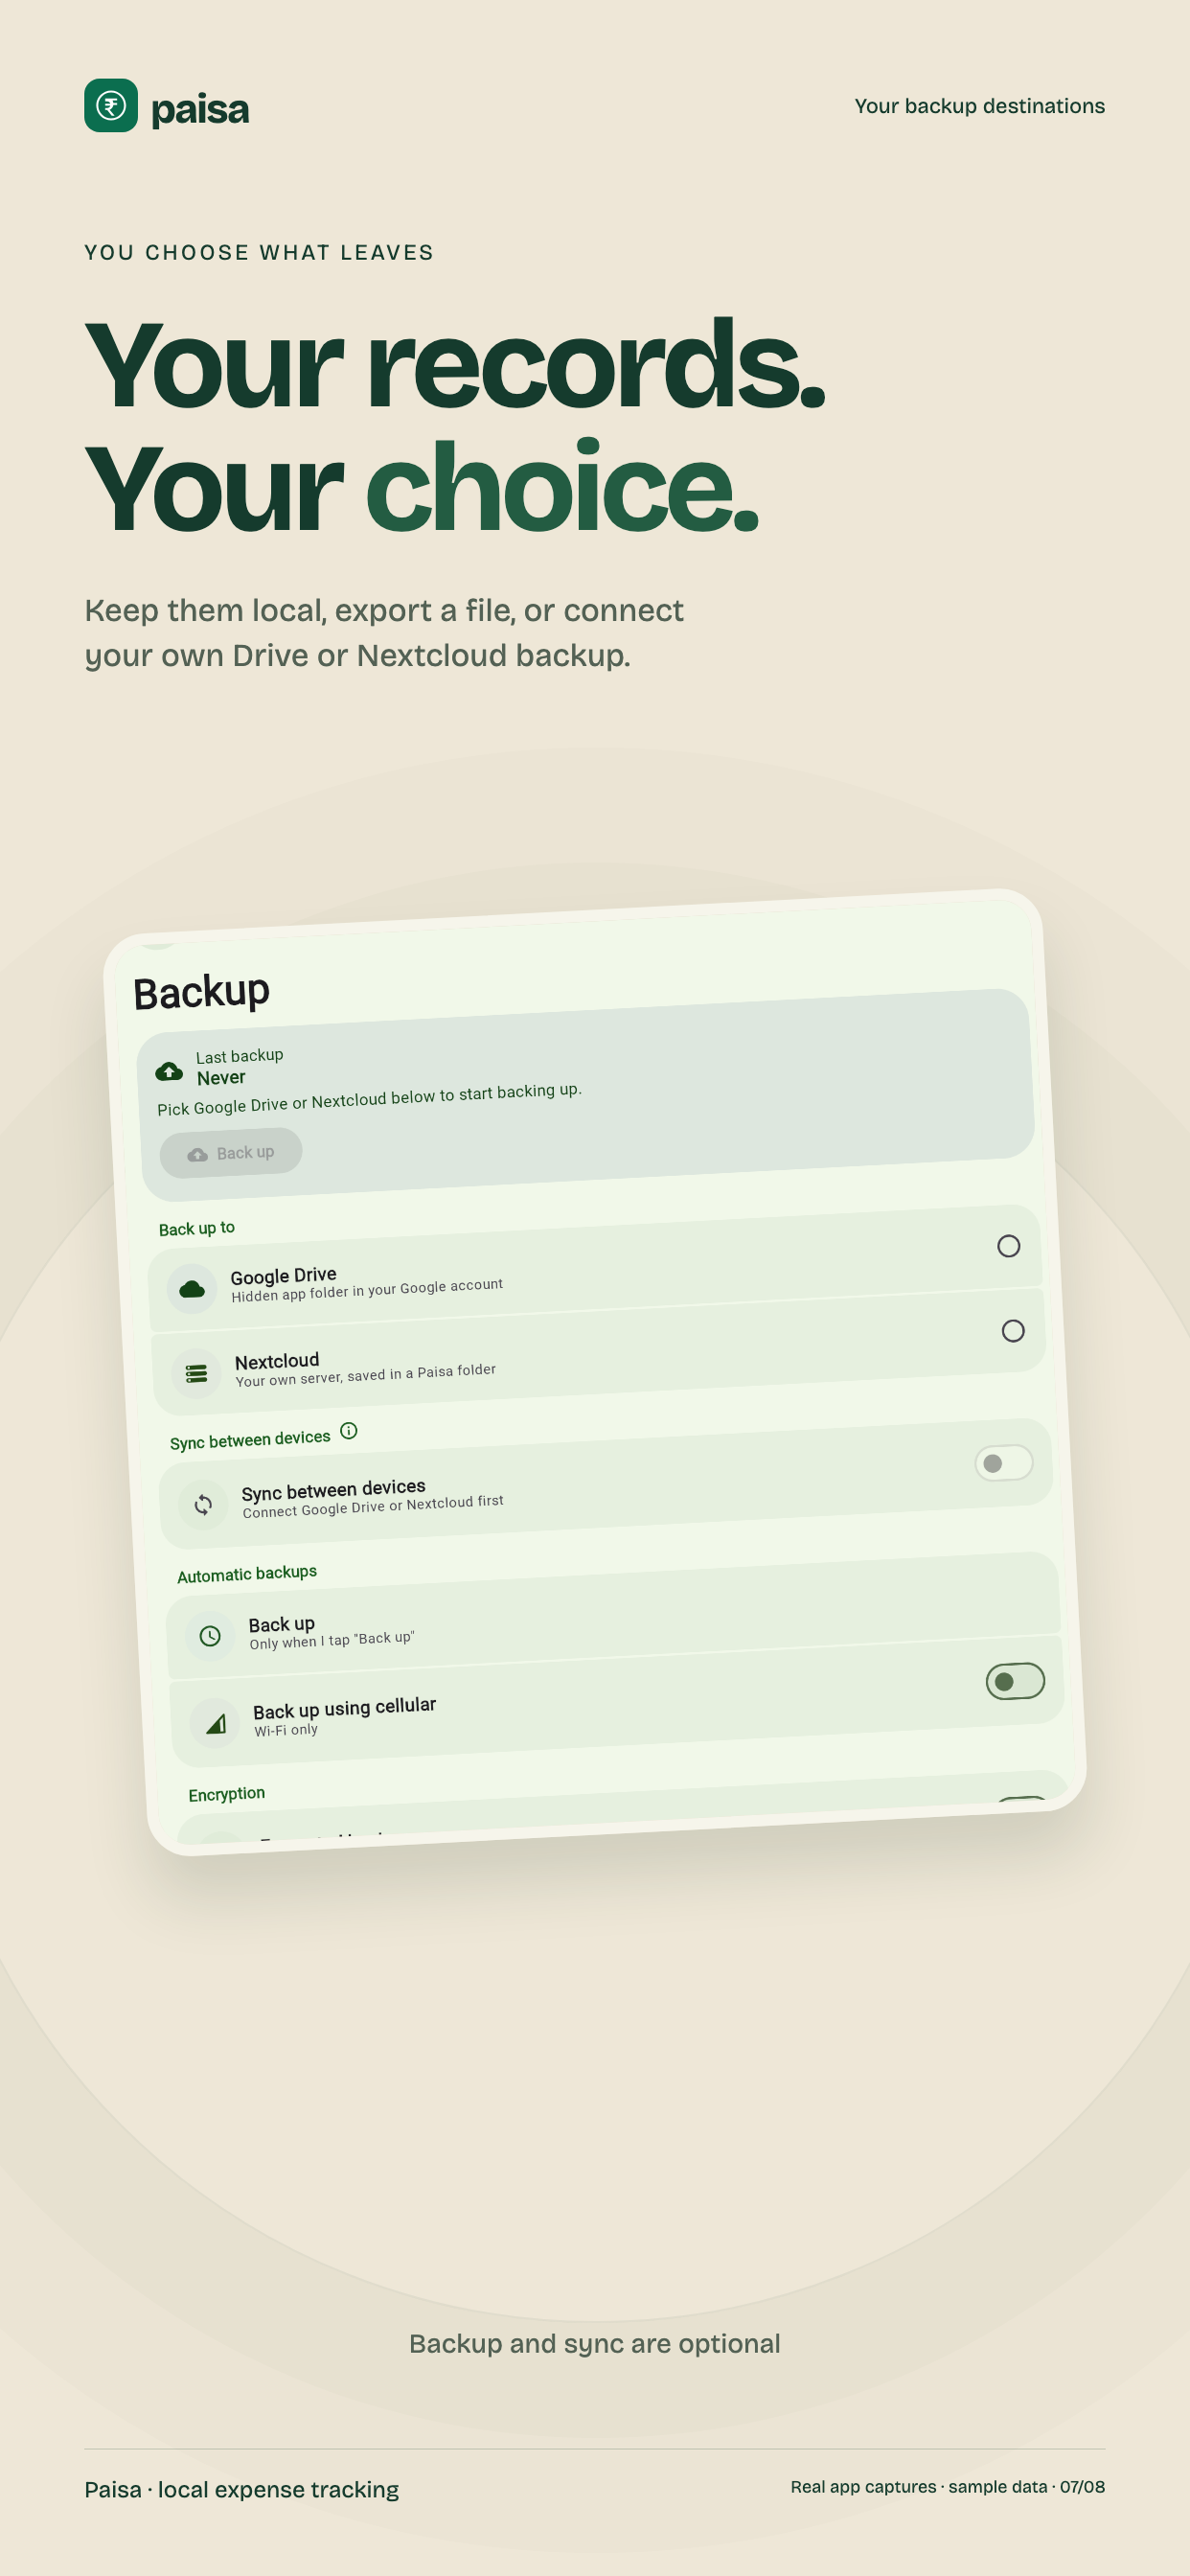 ₹ paisa
Your backup destinations
YOU CHOOSE WHAT LEAVES
Your records.
Your choice.
Keep them local, export a file, or connect
your own Drive or Nextcloud backup.
Backup
Last backup
Never
Pick Google Drive or Nextcloud below to start backing up.
Back up
Back up to
Google Drive
Hidden app folder in your Google account
Nextcloud
Your own server, saved in a Paisa folder
Sync between devices
Sync between devices
Connect Google Drive or Nextcloud first
Automatic backups
Back up
Only when I tap "Back up"
Back up using cellular
Wi-Fi only
Encryption
Backup and sync are optional
Paisa · local expense tracking
Real app captures · sample data · 07/08